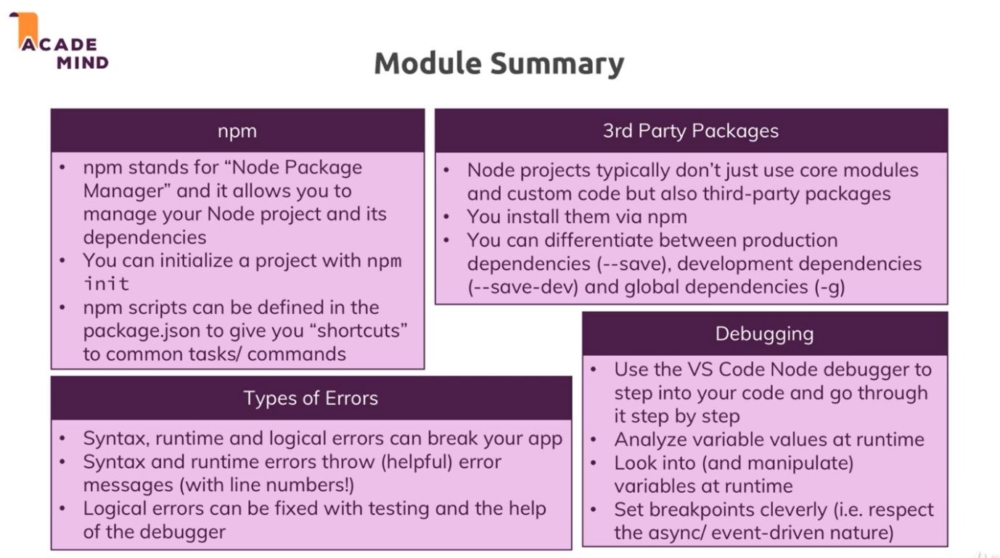 ACADE
MIND
Module Summary
npm
• npm stands for “Node Package
Manager” and it allows you to
manage your Node project and its
dependencies
• You can initialize a project with npm
init
• npm scripts can be defined in the
package.json to give you “shortcuts”
to common tasks/ commands
3rd Party Packages
• Node projects typically don’t just use core modules
and custom code but also third-party packages
• You install them via npm
• You can differentiate between production
dependencies (--save), development dependencies
(--save-dev) and global dependencies (-g)
Types of Errors
• Syntax, runtime and logical errors can break your app
• Syntax and runtime errors throw (helpful) error
messages (with line numbers!)
• Logical errors can be fixed with testing and the help
of the debugger
Debugging
• Use the VS Code Node debugger to
step into your code and go through
it step by step
• Analyze variable values at runtime
• Look into (and manipulate)
variables at runtime
• Set breakpoints cleverly (i.e. respect
the async/ event-driven nature)